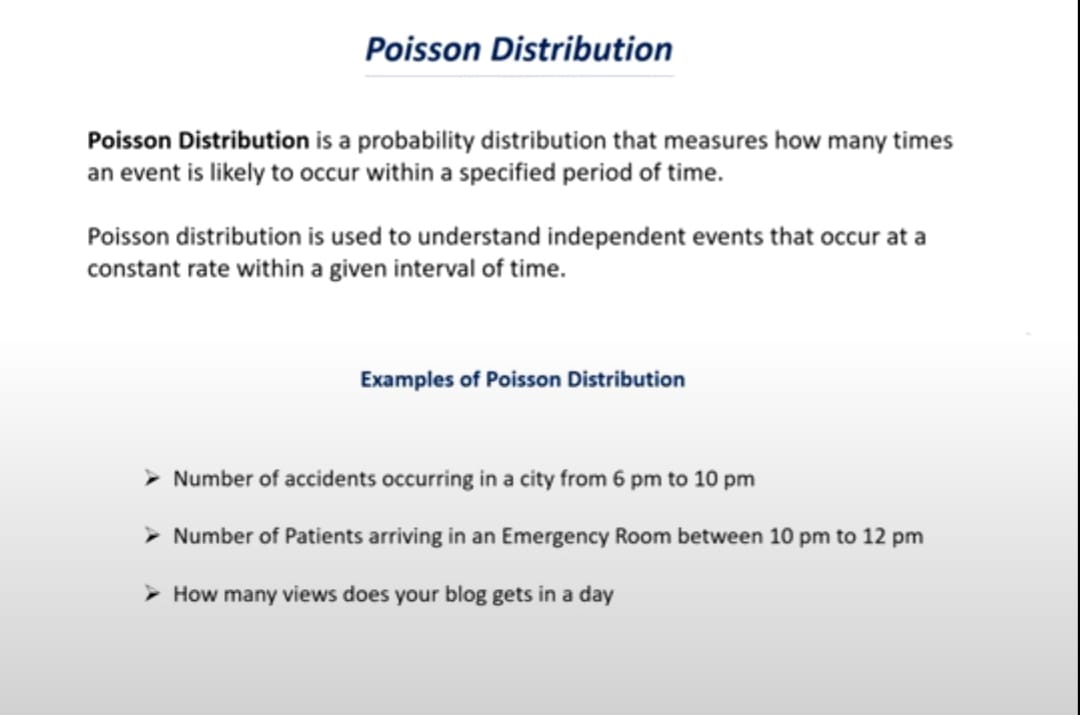 Poisson Distribution
Poisson Distribution is a probability distribution that measures how many times
an event is likely to occur within a specified period of time.
Poisson distribution is used to understand independent events that occur at a
constant rate within a given interval of time.
Examples of Poisson Distribution
➢ Number of accidents occurring in a city from 6 pm to 10 pm
➢ Number of Patients arriving in an Emergency Room between 10 pm to 12 pm
➢ How many views does your blog gets in a day